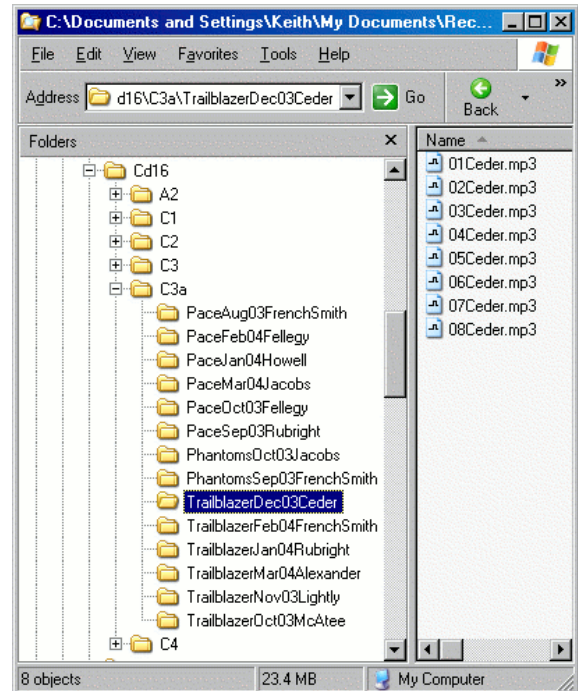 C:\Documents and Settings\Keith\My Documents\Rec...
File Edit View Favorites Tools Help
Address d16\C3a\TrailblazerDec03Ceder Go Back »
Folders x
Name
Cd16
A2
C1
C2
C3
C3a
PaceAug03FrenchSmith
PaceFeb04Fellegy
PaceJan04Howell
PaceMar04Jacobs
PaceOct03Fellegy
PaceSep03Rubright
PhantomsOct03Jacobs
PhantomsSep03FrenchSmith
TrailblazerDec03Ceder
TrailblazerFeb04FrenchSmith
TrailblazerJan04Rubright
TrailblazerMar04Alexander
TrailblazerNov03Lightly
TrailblazerOct03McAtee
C4
01Ceder.mp3
02Ceder.mp3
03Ceder.mp3
04Ceder.mp3
05Ceder.mp3
06Ceder.mp3
07Ceder.mp3
08Ceder.mp3
8 objects 23.4 MB My Computer